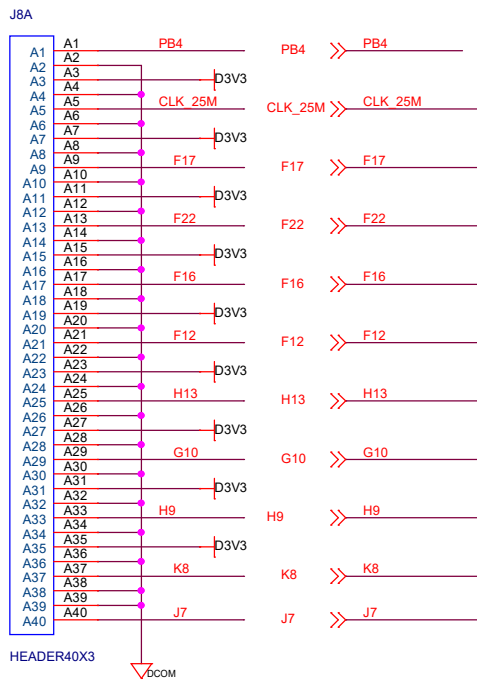 J8A
A1 A1 PB4 PB4 PB4
A2 A2
A3 A3 D3V3
A4 A4
A5 A5 CLK_25M CLK_25M CLK_25M
A6 A6
A7 A7 D3V3
A8 A8
A9 A9 F17 F17 F17
A10 A10
A11 A11 D3V3
A12 A12
A13 A13 F22 F22 F22
A14 A14
A15 A15 D3V3
A16 A16
A17 A17 F16 F16 F16
A18 A18
A19 A19 D3V3
A20 A20
A21 A21 F12 F12 F12
A22 A22
A23 A23 D3V3
A24 A24
A25 A25 H13 H13 H13
A26 A26
A27 A27 D3V3
A28 A28
A29 A29 G10 G10 G10
A30 A30
A31 A31 D3V3
A32 A32
A33 A33 H9 H9 H9
A34 A34
A35 A35 D3V3
A36 A36
A37 A37 K8 K8 K8
A38 A38
A39 A39
A40 A40 J7 J7 J7
HEADER40X3
DCOM